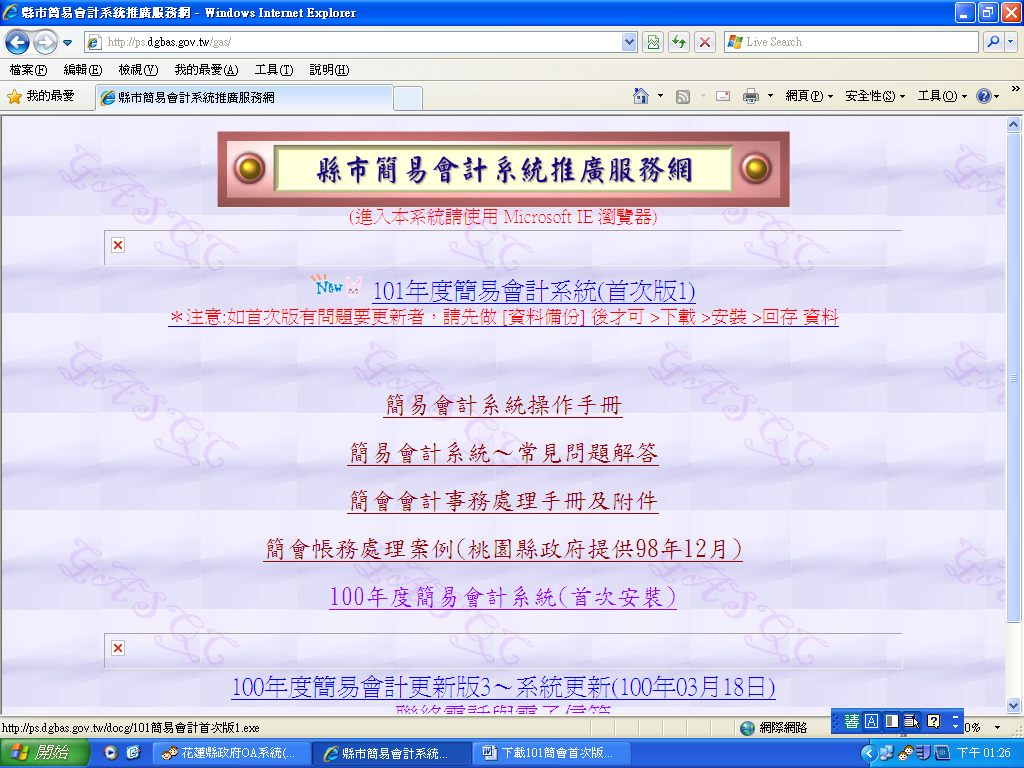 縣市簡易會計系統推廣服務網 - Windows Internet Explorer
http://ps.dgbas.gov.tw/gas/
Live Search
檔案(F) 編輯(E) 檢視(V) 我的最愛(A) 工具(T) 說明(H)
我的最愛 縣市簡易會計系統推廣服務網 網頁(P) 安全性(S) 工具(O)
縣市簡易會計系統推廣服務網
(進入本系統請使用 Microsoft IE 瀏覽器)
New 101年度簡易會計系統(首次版1)
＊注意:如首次版有問題要更新者，請先做 [資料備份] 後才可 >下載 >安裝 >回存 資料
簡易會計系統操作手冊
簡易會計系統～常見問題解答
簡會會計事務處理手冊及附件
簡會帳務處理案例(桃園縣政府提供98年12月)
100年度簡易會計系統(首次安裝)
100年度簡易會計更新版3～系統更新(100年03月18日)
聯絡電話與電子信箱
http://ps.dgbas.gov.tw/docg/101簡易會計首次版1.exe 網際網路 0%
開始 花蓮縣政府OA系統(... 縣市簡易會計系統... 下載101簡會首次版... 下午 01:26